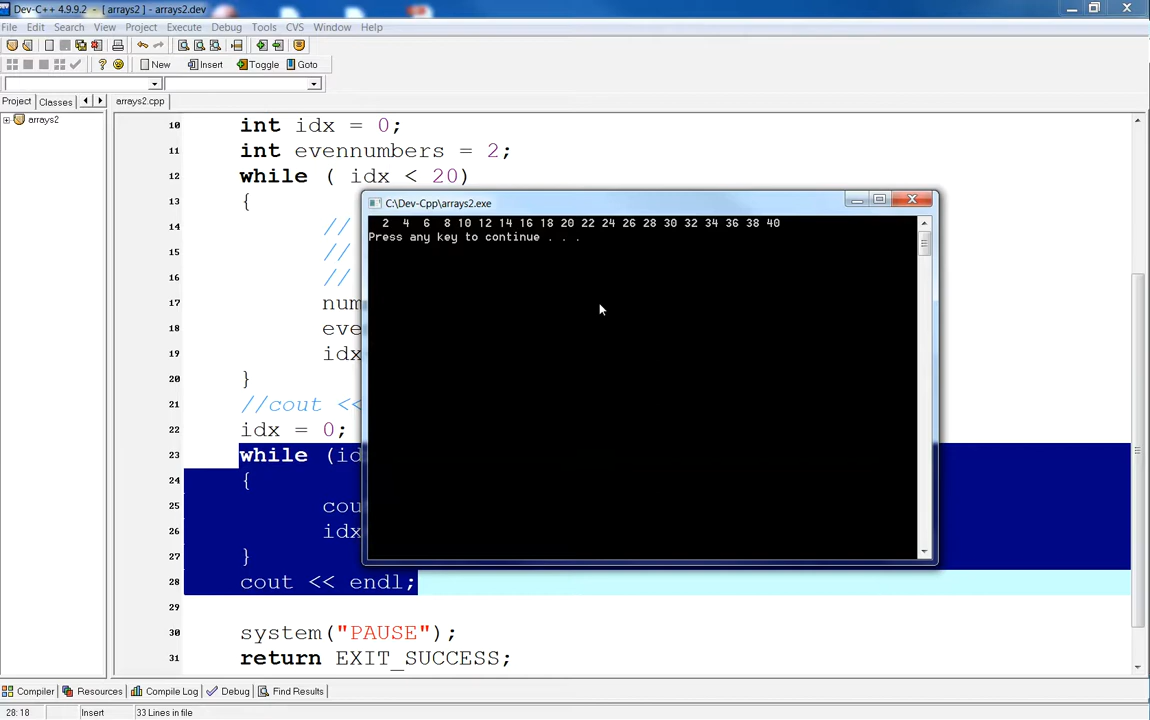 Dev-C++ 4.9.9.2 - [ arrays2 ] - arrays2.dev
File Edit Search View Project Execute Debug Tools CVS Window Help
New Insert Toggle Goto
Project Classes arrays2.cpp
arrays2
10 int idx = 0;
11 int evennumbers = 2;
12 while ( idx < 20)
13 {
C:\Dev-Cpp\arrays2.exe
14 //
2 4 6 8 10 12 14 16 18 20 22 24 26 28 30 32 34 36 38 40
Press any key to continue . . .
15 //
16 //
17 num
18 eve
19 idx
20 }
21 //cout <<
22 idx = 0;
23 while (id
24 {
25 cou
26 idx
27 }
28 cout << endl;
29
30 system("PAUSE");
31 return EXIT_SUCCESS;
Compiler Resources Compile Log Debug Find Results
28: 18 Insert 33 Lines in file